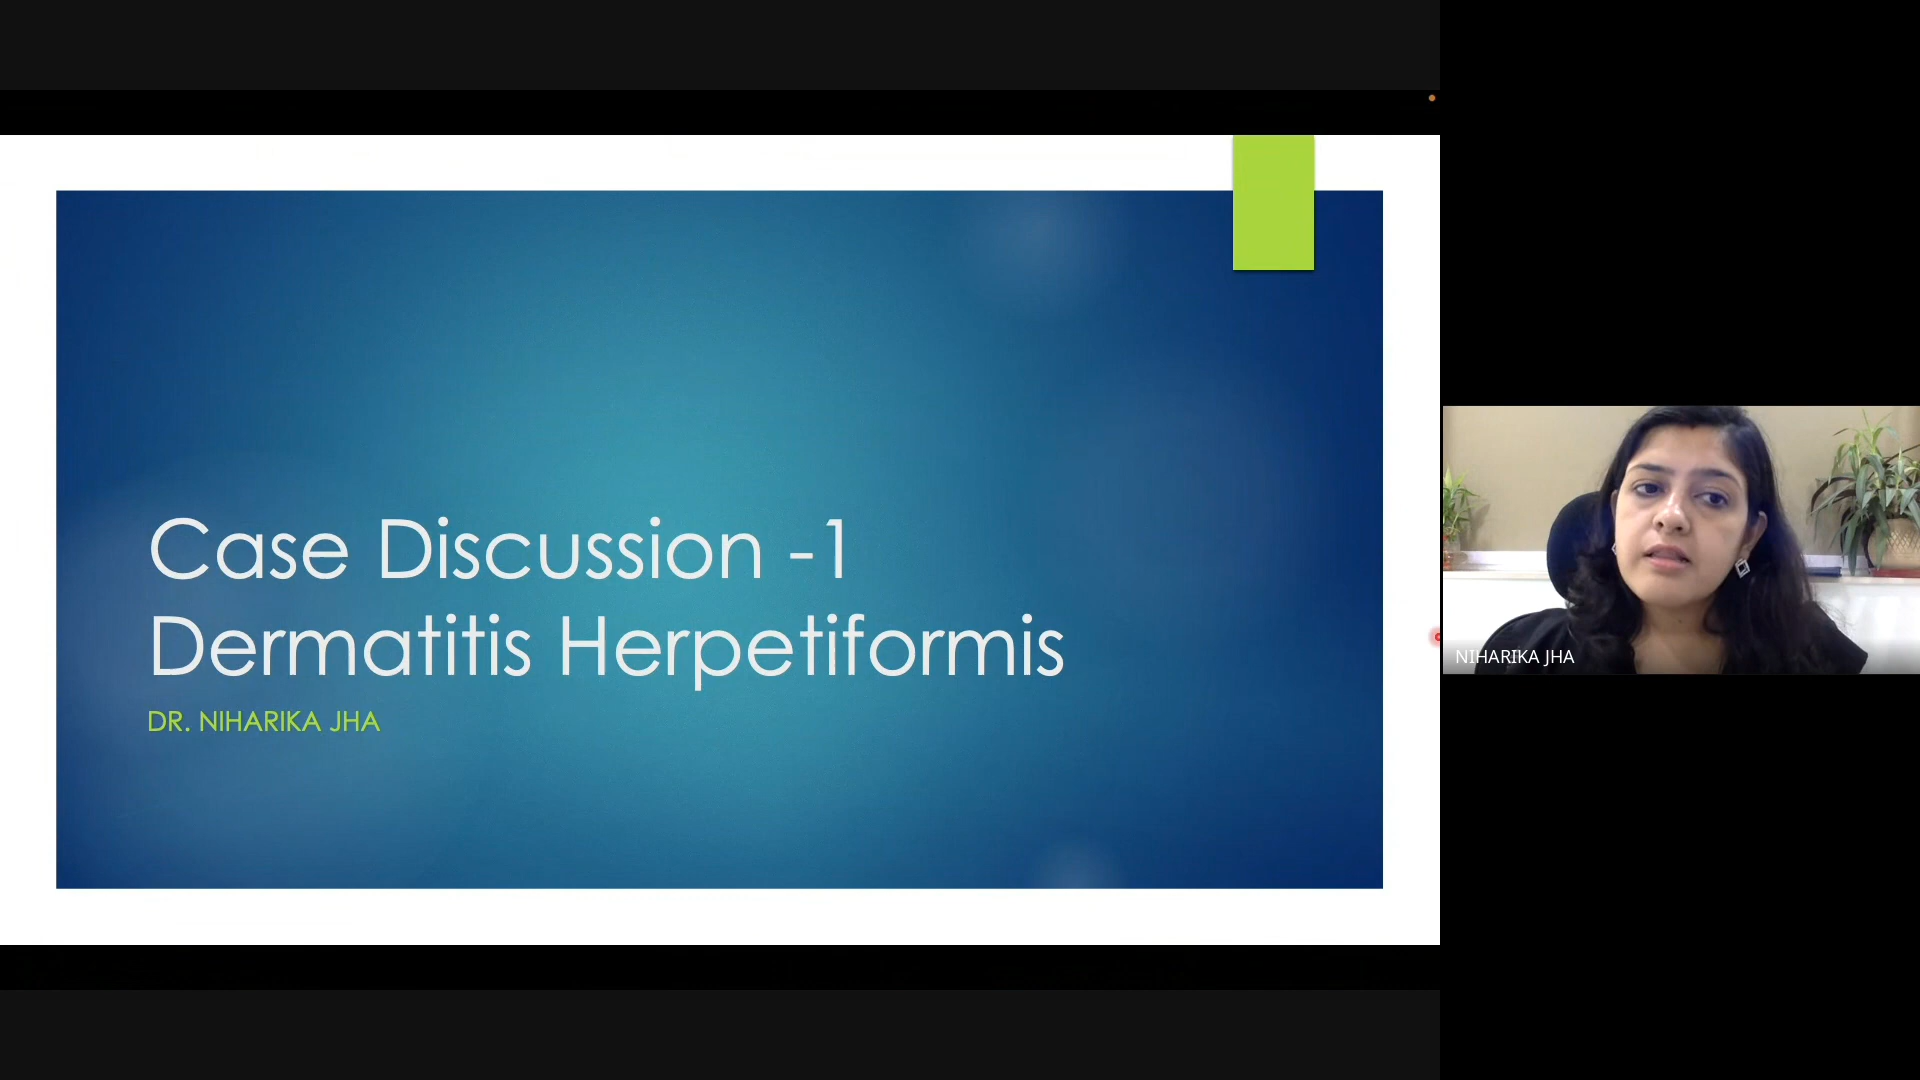 Case Discussion -1
Dermatitis Herpetiformis
DR. NIHARIKA JHA
NIHARIKA JHA